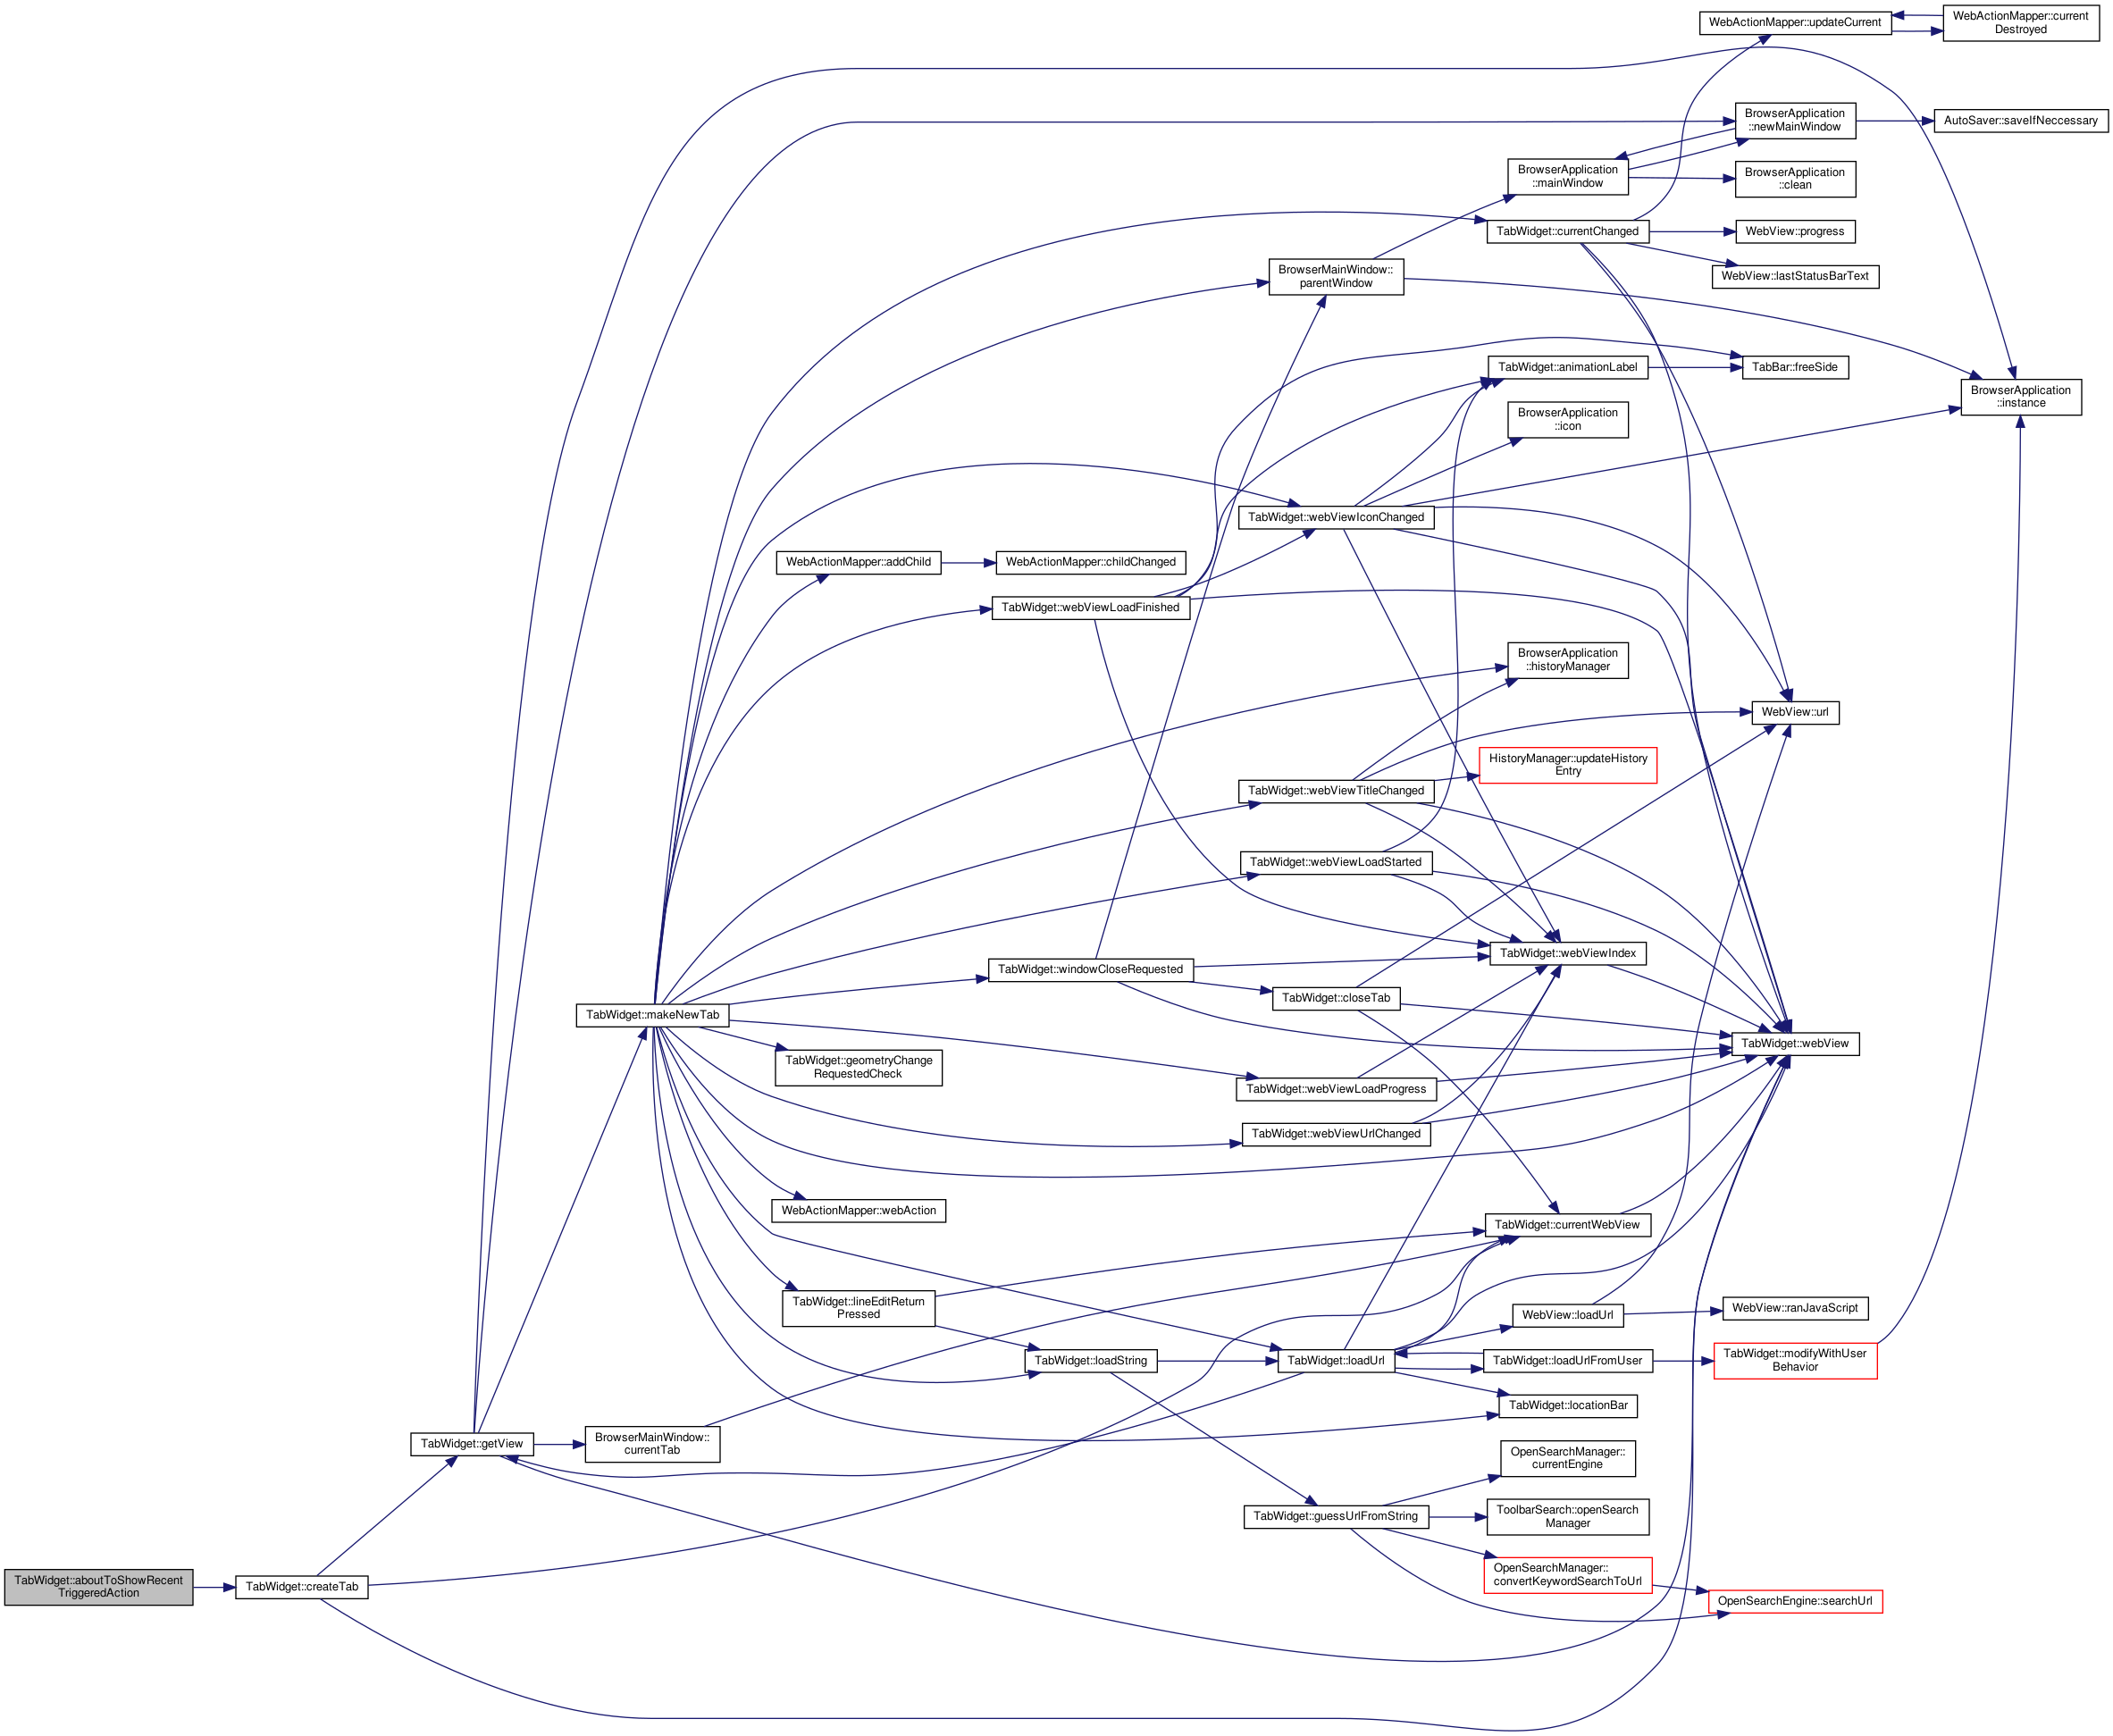 WebActionMapper::updateCurrent
WebActionMapper::current
Destroyed
BrowserApplication
::newMainWindow
AutoSaver::saveIfNeccessary
BrowserApplication
::mainWindow
BrowserApplication
::clean
TabWidget::currentChanged
WebView::progress
WebView::lastStatusBarText
BrowserMainWindow::
parentWindow
TabWidget::animationLabel
TabBar::freeSide
BrowserApplication
::instance
BrowserApplication
::icon
TabWidget::webViewIconChanged
WebActionMapper::addChild
WebActionMapper::childChanged
TabWidget::webViewLoadFinished
BrowserApplication
::historyManager
WebView::url
HistoryManager::updateHistory
Entry
TabWidget::webViewTitleChanged
TabWidget::webViewLoadStarted
TabWidget::webViewIndex
TabWidget::windowCloseRequested
TabWidget::closeTab
TabWidget::makeNewTab
TabWidget::webView
TabWidget::geometryChange
RequestedCheck
TabWidget::webViewLoadProgress
TabWidget::webViewUrlChanged
WebActionMapper::webAction
TabWidget::currentWebView
TabWidget::lineEditReturn
Pressed
WebView::loadUrl
WebView::ranJavaScript
TabWidget::loadString
TabWidget::loadUrl
TabWidget::loadUrlFromUser
TabWidget::modifyWithUser
Behavior
TabWidget::locationBar
TabWidget::getView
BrowserMainWindow::
currentTab
OpenSearchManager::
currentEngine
TabWidget::guessUrlFromString
ToolbarSearch::openSearch
Manager
OpenSearchManager::
convertKeywordSearchToUrl
OpenSearchEngine::searchUrl
TabWidget::aboutToShowRecent
TriggeredAction
TabWidget::createTab